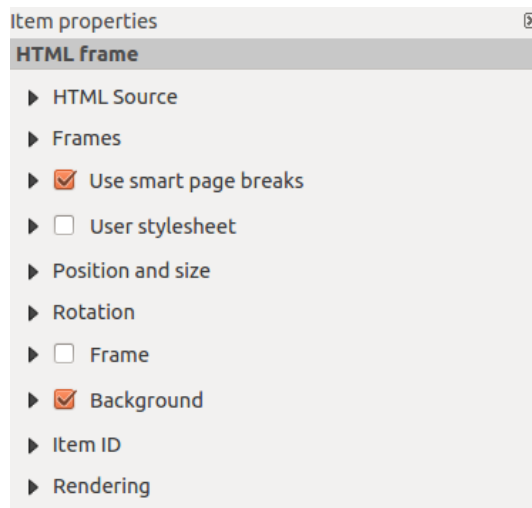 Item properties
HTML frame
HTML Source
Frames
Use smart page breaks
User stylesheet
Position and size
Rotation
Frame
Background
Item ID
Rendering